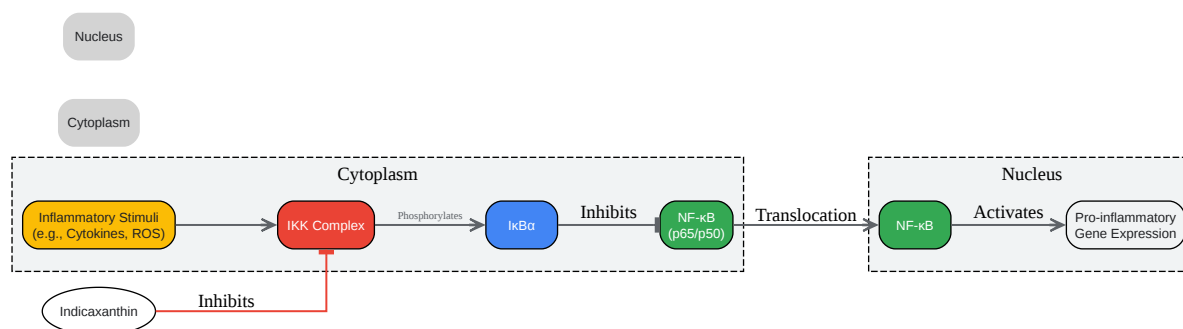 Nucleus
Cytoplasm
Cytoplasm
Nucleus
Inflammatory Stimuli
(e.g., Cytokines, ROS)
IKK Complex
Phosphorylates
IκBα
Inhibits
NF-κB
(p65/p50)
Translocation
NF-κB
Activates
Pro-inflammatory
Gene Expression
Indicaxanthin
Inhibits